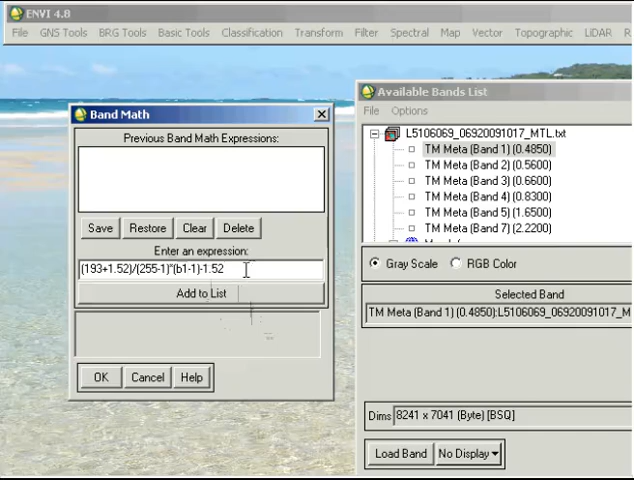 ENVI 4.8
File GNS Tools BRG Tools Basic Tools Classification Transform Filter Spectral Map Vector Topographic LiDAR R
Band Math
Previous Band Math Expressions:
Save Restore Clear Delete
Enter an expression:
(193+1.52)/(255-1)*(b1-1)-1.52
Add to List
OK Cancel Help
Available Bands List
File Options
L5106069_06920091017_MTL.txt
TM Meta (Band 1) (0.4850)
TM Meta (Band 2) (0.5600)
TM Meta (Band 3) (0.6600)
TM Meta (Band 4) (0.8300)
TM Meta (Band 5) (1.6500)
TM Meta (Band 7) (2.2200)
Gray Scale RGB Color
Selected Band
TM Meta (Band 1) (0.4850):L5106069_06920091017_M
Dims 8241 x 7041 (Byte) [BSQ]
Load Band No Display